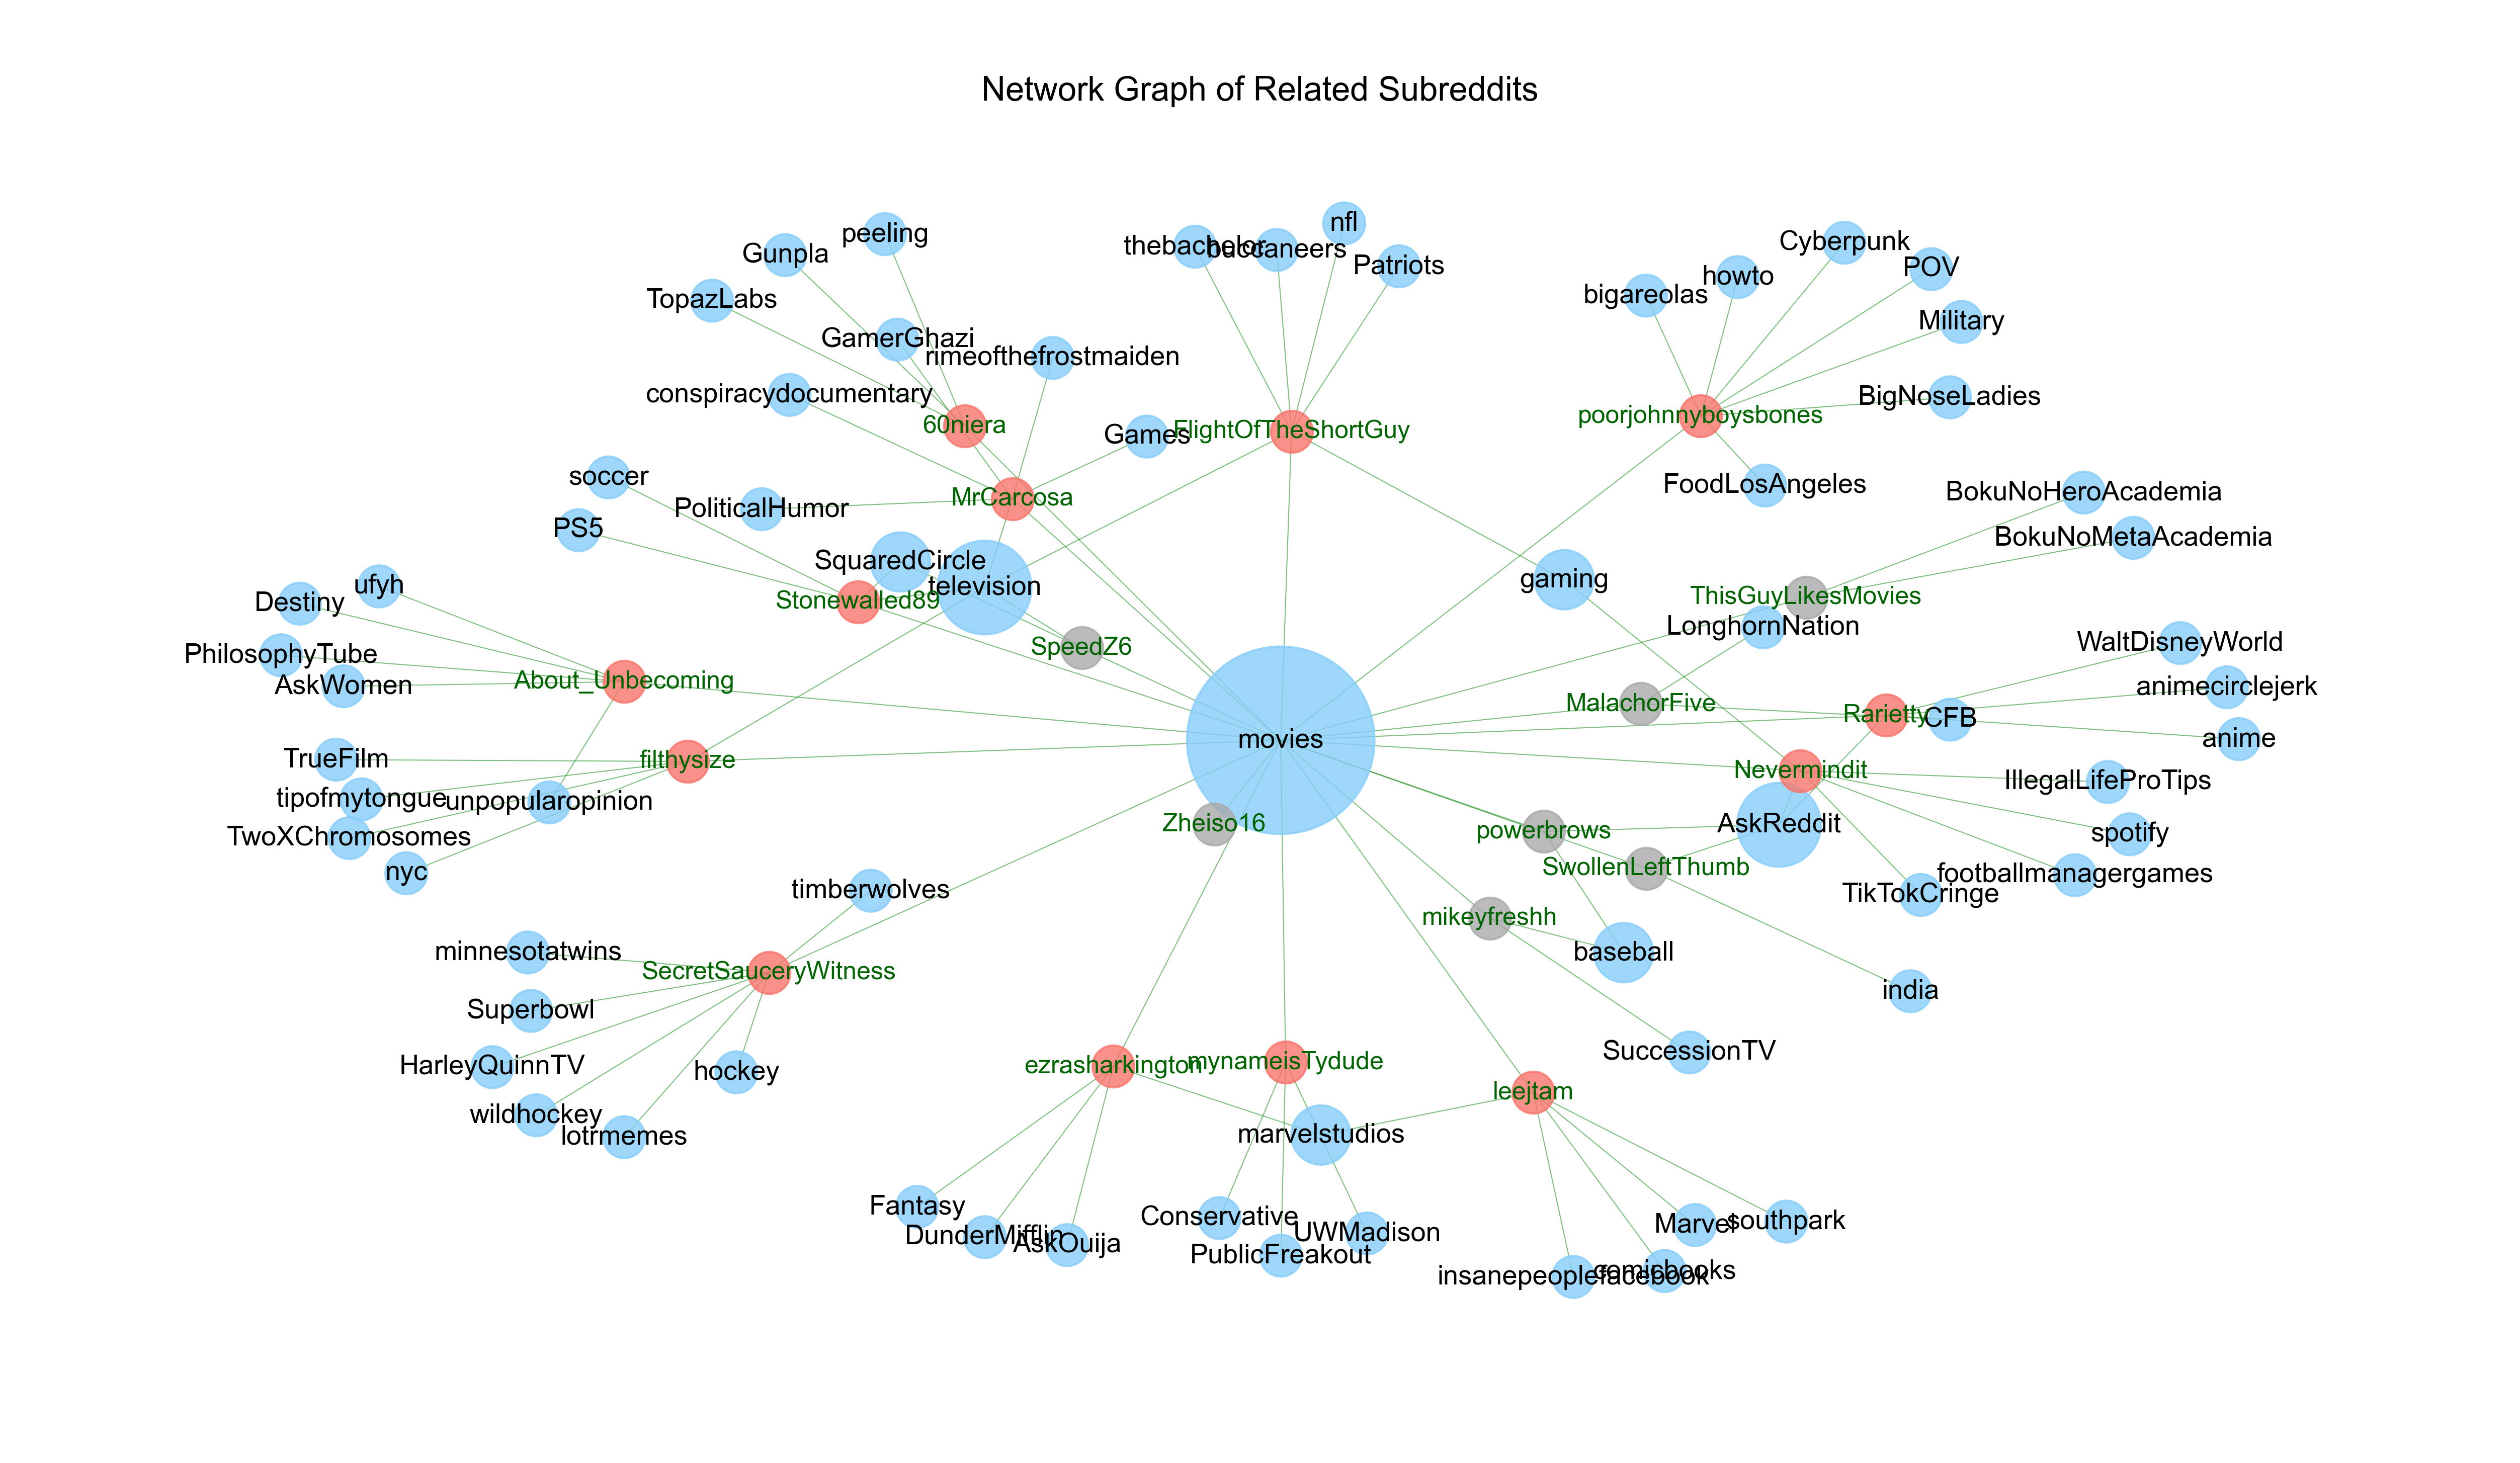 Network Graph of Related Subreddits
nfl
peeling
Cyberpunk
thebachelor
buccaneers
Gunpla
Patriots
POV
howto
bigareolas
TopazLabs
Military
GamerGhazi
rimeofthefrostmaiden
conspiracydocumentary
BigNoseLadies
poorjohnnyboysbones
60niera
FlightOfTheShortGuy
Games
soccer
FoodLosAngeles
BokuNoHeroAcademia
MrCarcosa
PoliticalHumor
PS5
BokuNoMetaAcademia
SquaredCircle
gaming
ufyh
television
ThisGuyLikesMovies
Stonewalled89
Destiny
LonghornNation
WaltDisneyWorld
SpeedZ6
PhilosophyTube
About_Unbecoming
AskWomen
animecirclejerk
MalachorFive
Rarietty
CFB
movies
anime
TrueFilm
filthysize
Nevermindit
IllegalLifeProTips
tipofmytongue
unpopularopinion
Zheiso16
AskReddit
powerbrows
spotify
TwoXChromosomes
SwollenLeftThumb
nyc
footballmanagergames
timberwolves
TikTokCringe
mikeyfreshh
minnesotatwins
baseball
SecretSauceryWitness
india
Superbowl
SuccessionTV
mynameisTydude
HarleyQuinnTV
ezrasharkington
hockey
leejtam
wildhockey
marvelstudios
lotrmemes
Fantasy
Conservative
southpark
Marvel
UWMadison
DunderMifflin
AskOuija
PublicFreakout
comicbooks
insanepeoplefacebook